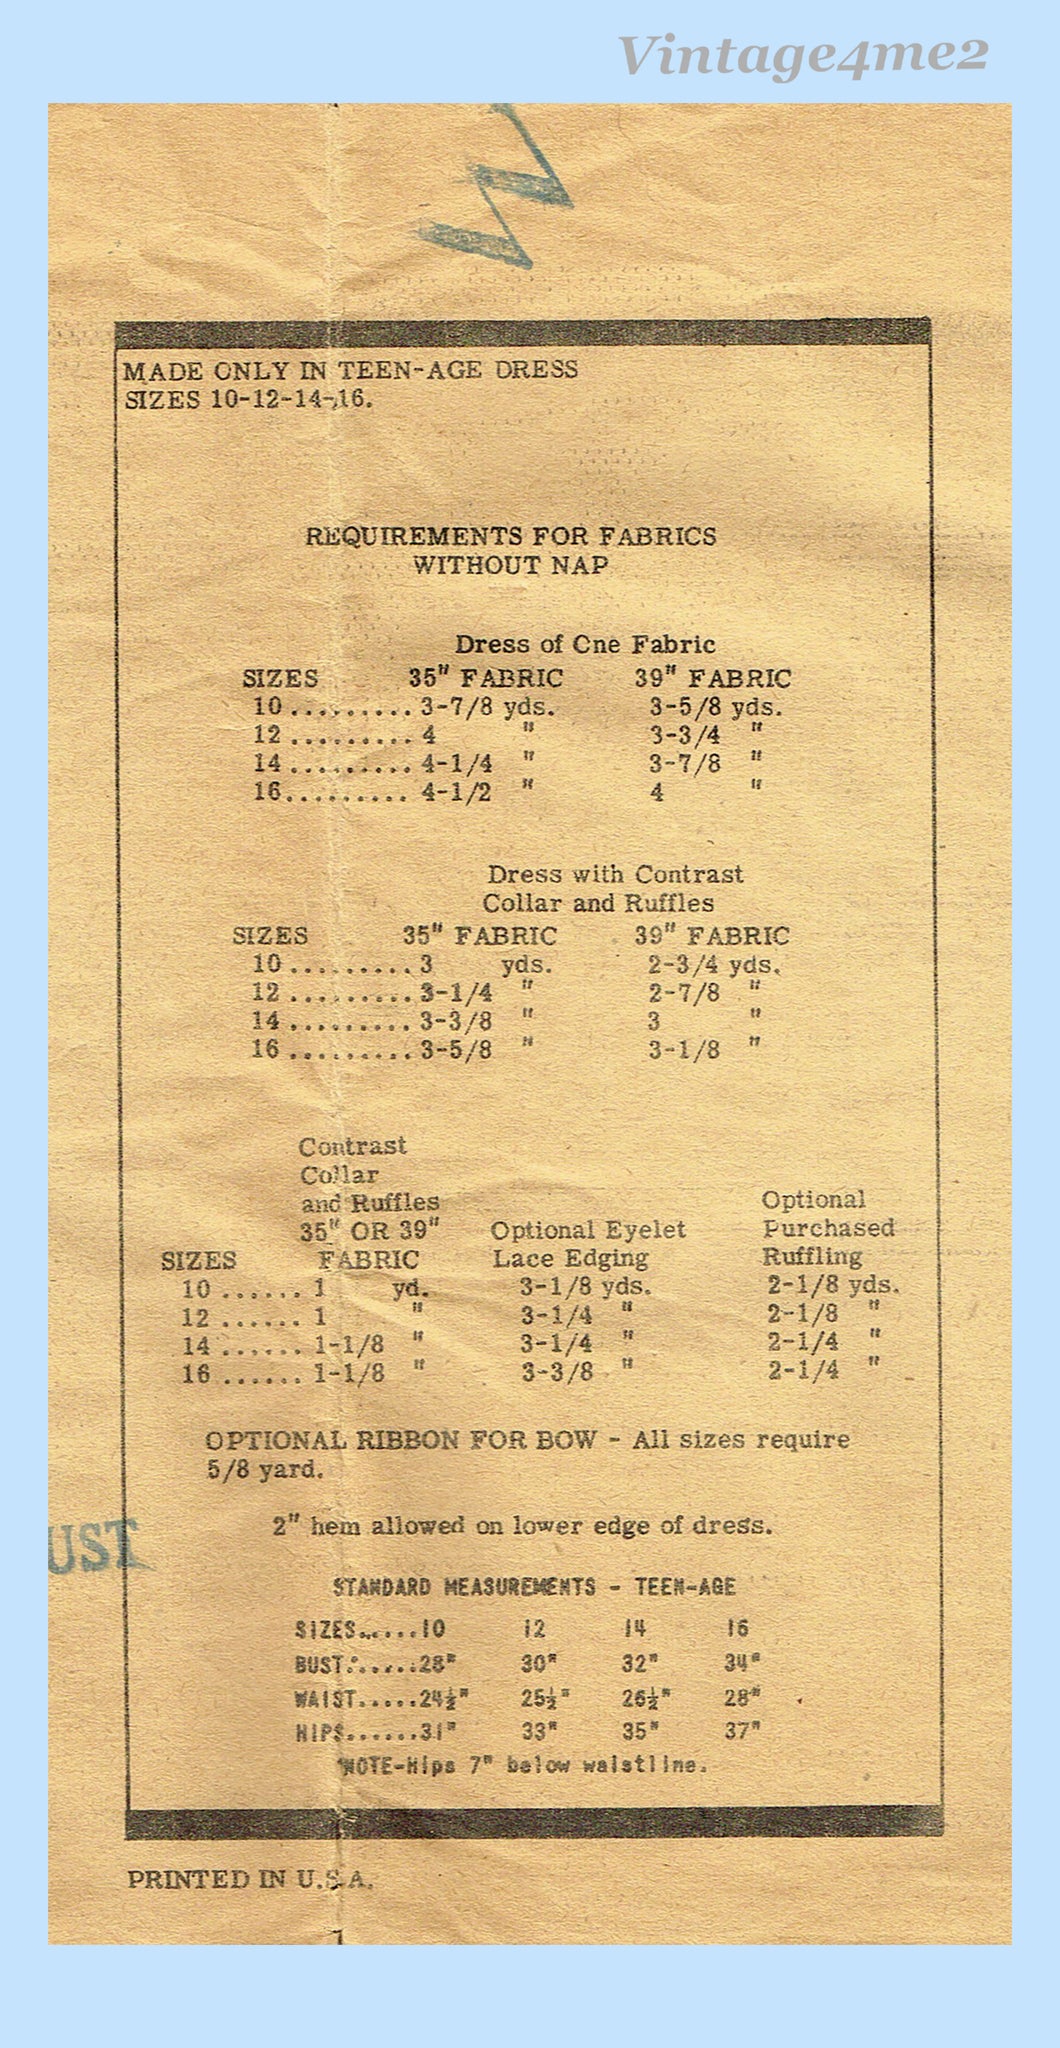 Vintage4me2
MADE ONLY IN TEEN-AGE DRESS
SIZES 10-12-14-16.
REQUIREMENTS FOR FABRICS
WITHOUT NAP
Dress of Cne Fabric
SIZES 35" FABRIC 39" FABRIC
10......... 3-7/8 yds. 3-5/8 yds.
12......... 4 " 3-3/4 "
14......... 4-1/4 " 3-7/8 "
16......... 4-1/2 " 4 "
Dress with Contrast
Collar and Ruffles
SIZES 35" FABRIC 39" FABRIC
10......... 3 yds. 2-3/4 yds.
12......... 3-1/4 " 2-7/8 "
14......... 3-3/8 " 3 "
16......... 3-5/8 " 3-1/8 "
Contrast
Collar
and Ruffles Optional
35" OR 39" Optional Eyelet Purchased
SIZES FABRIC Lace Edging Ruffling
10...... 1 yd. 3-1/8 yds. 2-1/8 yds.
12...... 1 " 3-1/4 " 2-1/8 "
14...... 1-1/8 " 3-1/4 " 2-1/4 "
16...... 1-1/8 " 3-3/8 " 2-1/4 "
OPTIONAL RIBBON FOR BOW - All sizes require
5/8 yard.
2" hem allowed on lower edge of dress.
UST
STANDARD MEASUREMENTS - TEEN-AGE
SIZES......10 12 14 16
BUST.......28" 30" 32" 34"
WAIST.....24½" 25½" 26½" 28"
HIPS.......31" 33" 35" 37"
*NOTE-Hips 7" below waistline.
PRINTED IN U.S.A.